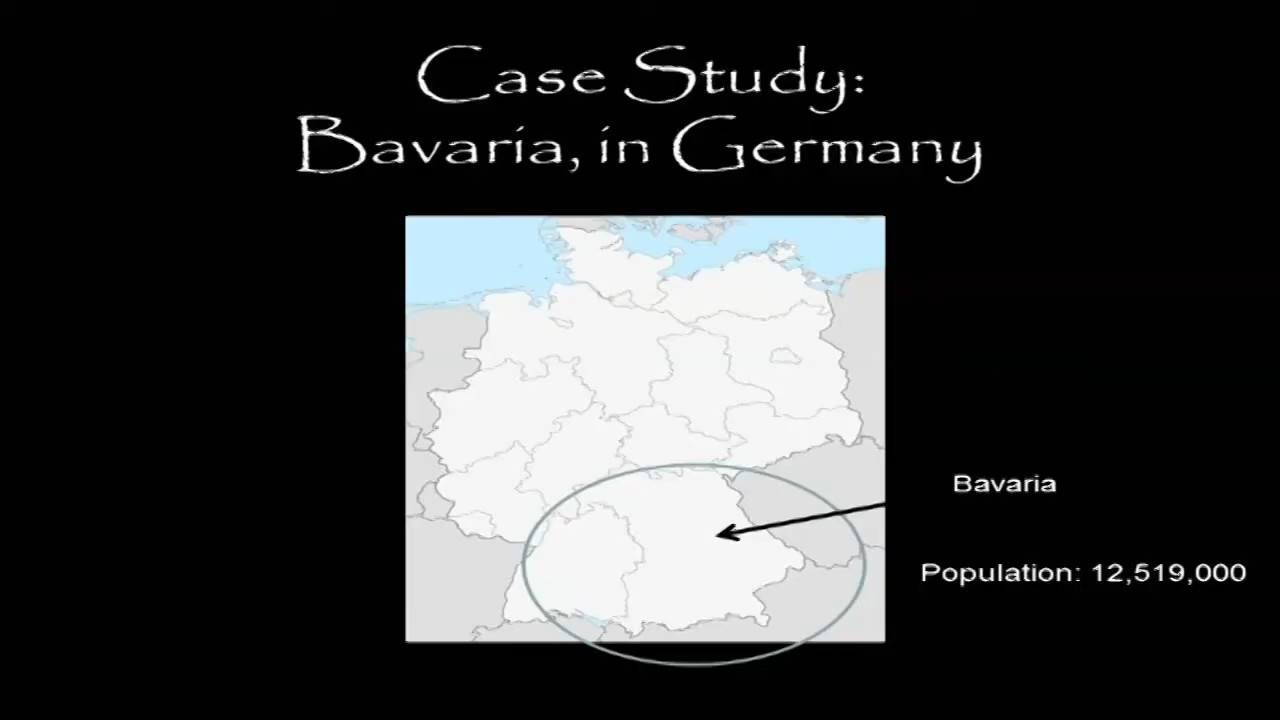 Case Study:
Bavaria, in Germany
Bavaria
Population: 12,519,000